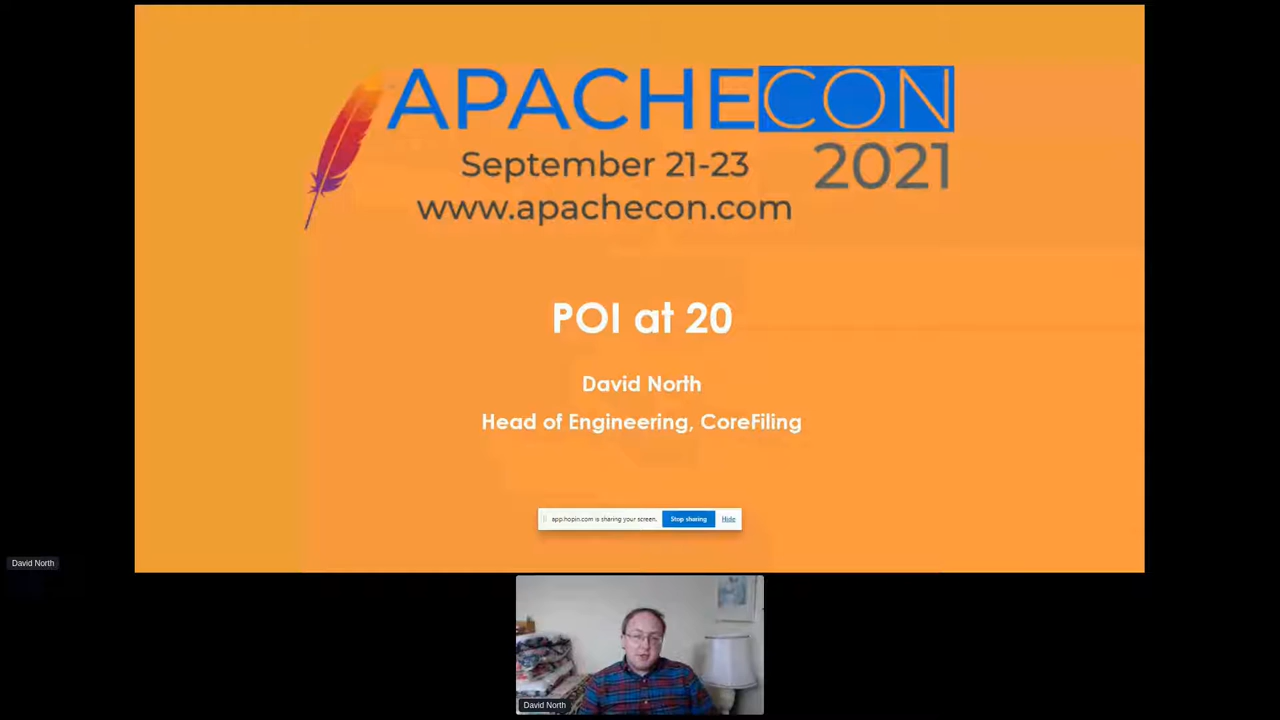 APACHECON
September 21-23
2021
www.apachecon.com
POI at 20
David North
Head of Engineering, CoreFiling
app.hopin.com is sharing your screen.
Stop sharing
Hide
David North
David North